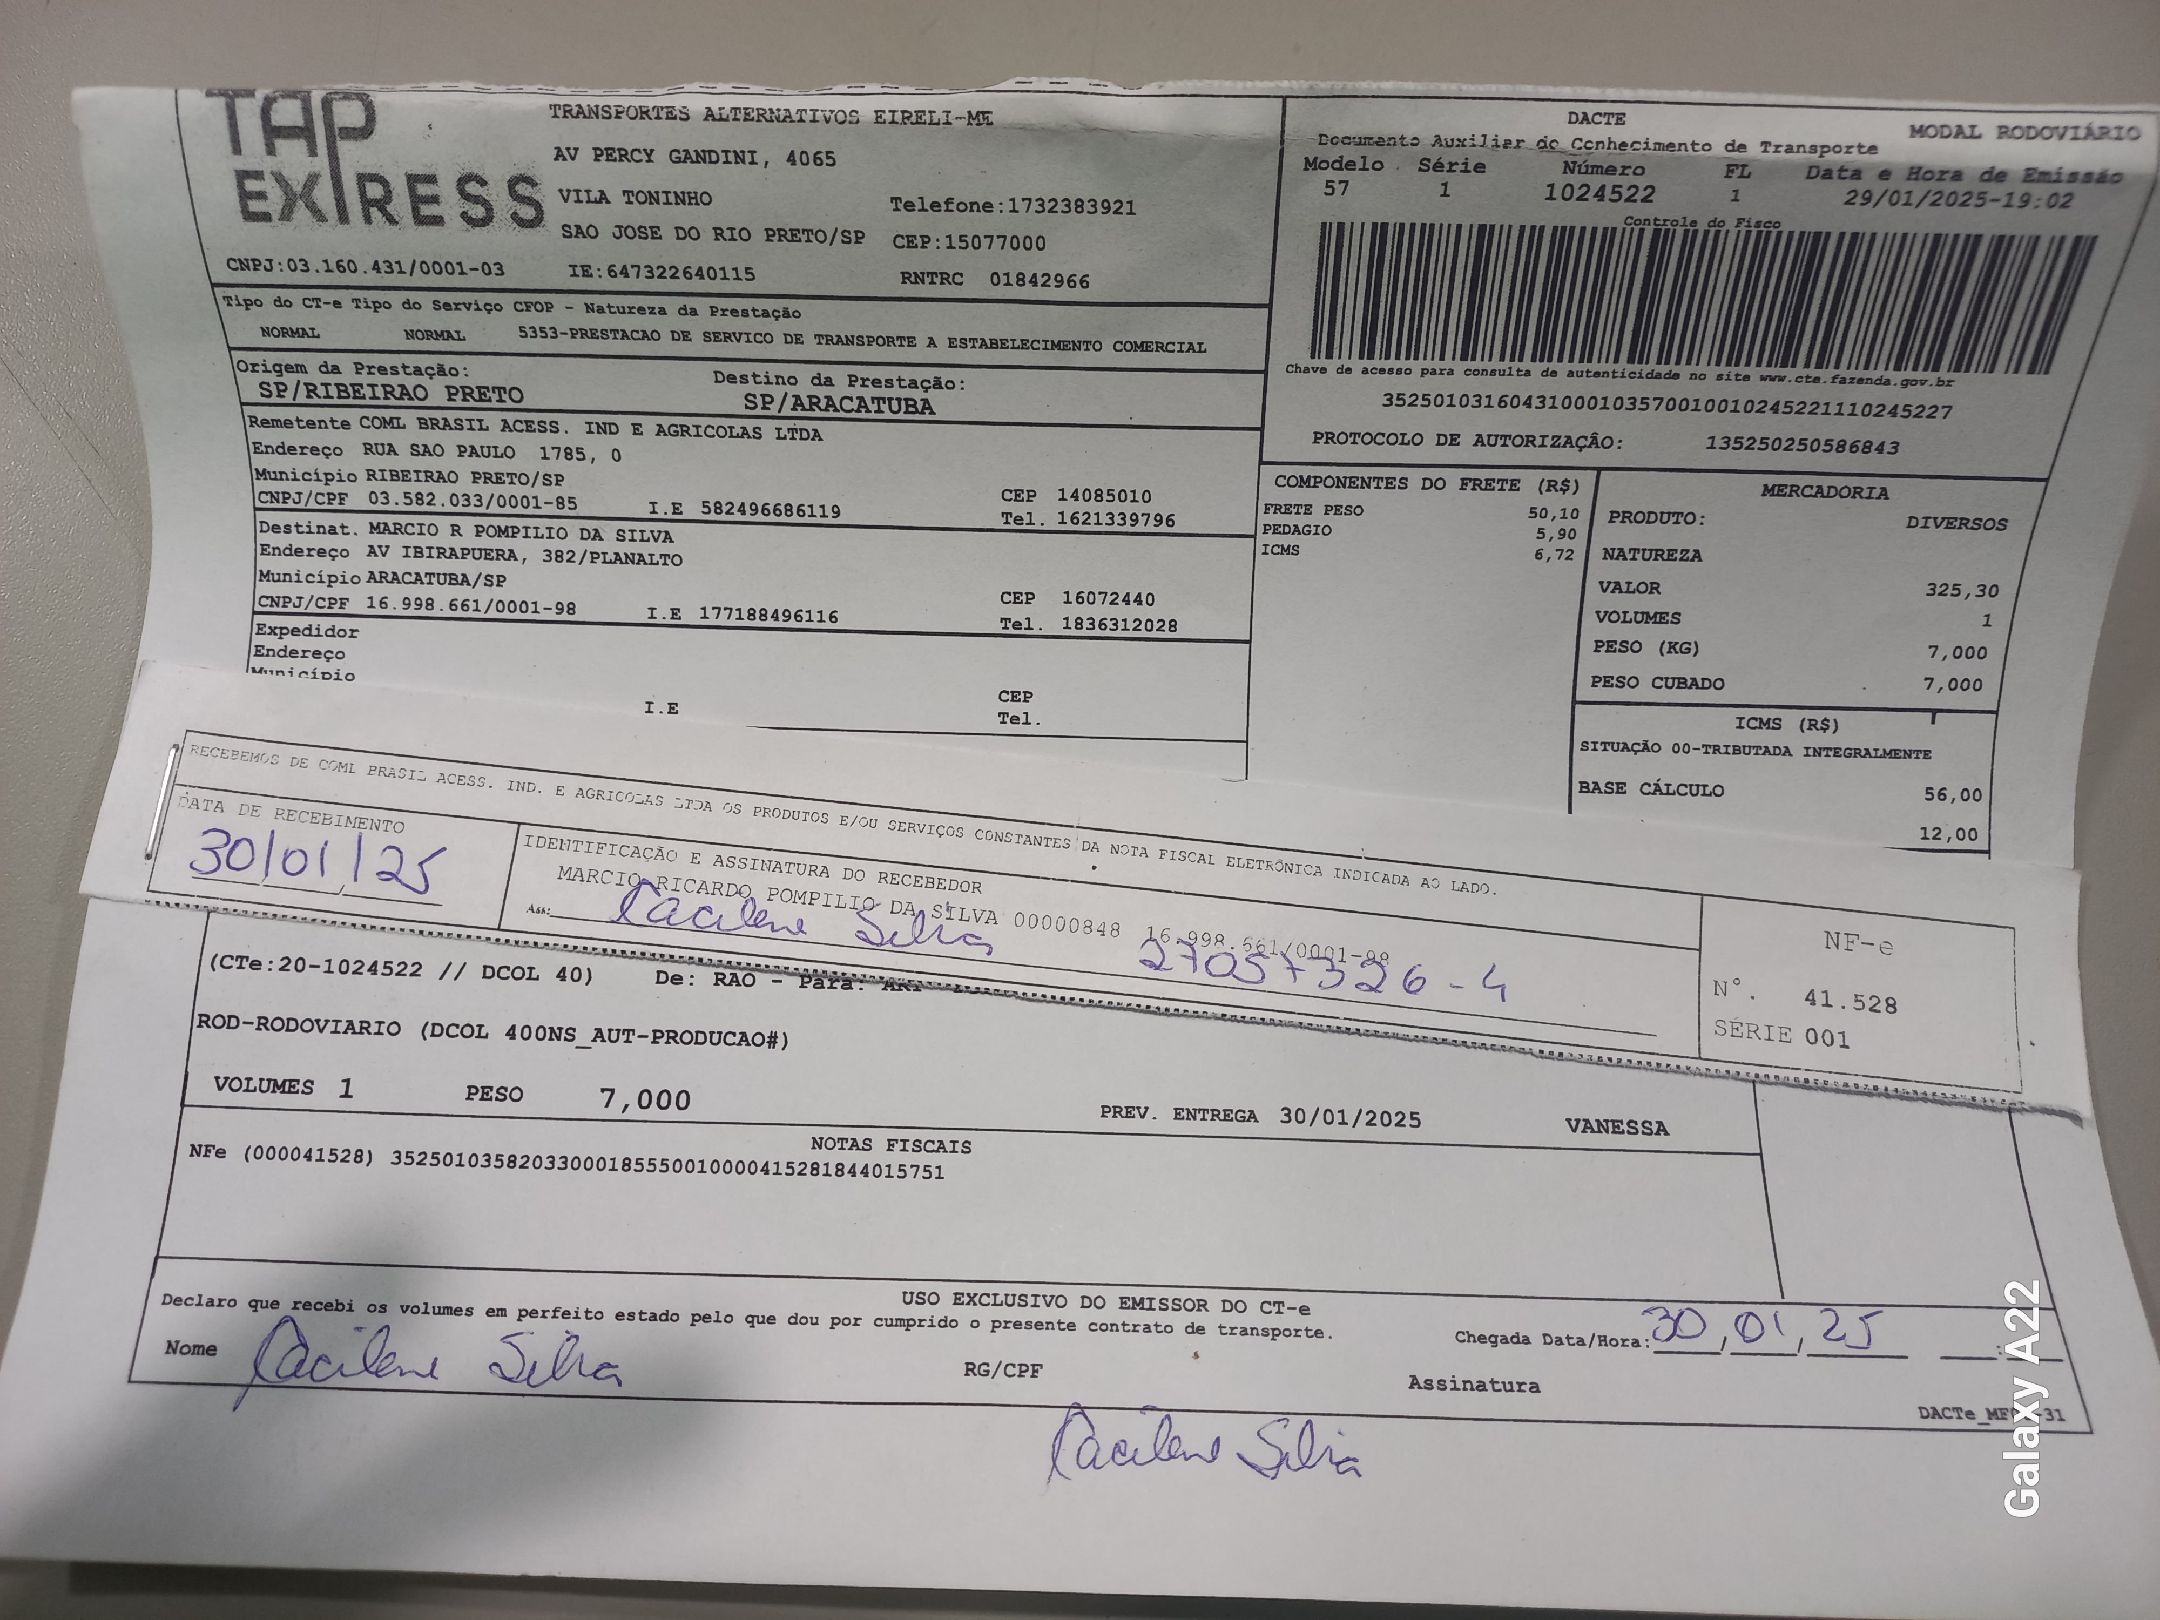 TAP EXPRESS
TRANSPORTES ALTERNATIVOS EIRELI-ME
AV PERCY GANDINI, 4065
VILA TONINHO Telefone:1732383921
SAO JOSE DO RIO PRETO/SP CEP:15077000
CNPJ:03.160.431/0001-03 IE:647322640115 RNTRC 01842966
DACTE
MODAL RODOVIÁRIO
Documento Auxiliar do Conhecimento de Transporte
Modelo Série Número FL Data e Hora de Emissão
57 1 1024522 1 29/01/2025-19:02
Controle do Fisco
Chave de acesso para consulta de autenticidade no site www.cte.fazenda.gov.br
35250103160431000103570010010245221110245227
PROTOCOLO DE AUTORIZAÇÃO: 135250250586843
Tipo do CT-e Tipo do Serviço CFOP - Natureza da Prestação
NORMAL NORMAL 5353-PRESTACAO DE SERVICO DE TRANSPORTE A ESTABELECIMENTO COMERCIAL
Origem da Prestação: Destino da Prestação:
SP/RIBEIRAO PRETO SP/ARACATUBA
Remetente COML BRASIL ACESS. IND E AGRICOLAS LTDA
Endereço RUA SAO PAULO 1785, 0
Município RIBEIRAO PRETO/SP CEP 14085010
CNPJ/CPF 03.582.033/0001-85 I.E 582496686119 Tel. 1621339796
Destinat. MARCIO R POMPILIO DA SILVA
Endereço AV IBIRAPUERA, 382/PLANALTO
Município ARACATUBA/SP CEP 16072440
CNPJ/CPF 16.998.661/0001-98 I.E 177188496116 Tel. 1836312028
Expedidor
Endereço
Município CEP
I.E Tel.
COMPONENTES DO FRETE (R$)
FRETE PESO 50,10
PEDAGIO 5,90
ICMS 6,72
MERCADORIA
PRODUTO: DIVERSOS
NATUREZA
VALOR 325,30
VOLUMES 1
PESO (KG) 7,000
PESO CUBADO 7,000
ICMS (R$)
SITUAÇÃO 00-TRIBUTADA INTEGRALMENTE
BASE CÁLCULO 56,00
12,00
RECEBEMOS DE COML BRASIL ACESS. IND. E AGRICOLAS LTDA OS PRODUTOS E/OU SERVIÇOS CONSTANTES DA NOTA FISCAL ELETRÔNICA INDICADA AO LADO.
DATA DE RECEBIMENTO
30/01/25
IDENTIFICAÇÃO E ASSINATURA DO RECEBEDOR
MARCIO RICARDO POMPILIO DA SILVA 00000848 16.998.661/0001-98
Ass: Silva 27057326-4
NF-e
N°. 41.528
SÉRIE 001
(CTe:20-1024522 // DCOL 40) De: RAO - Para:
ROD-RODOVIARIO (DCOL 400NS_AUT-PRODUCAO#)
VOLUMES 1 PESO 7,000 PREV. ENTREGA 30/01/2025 VANESSA
NOTAS FISCAIS
NFe (000041528) 35250103582033000185550010000415281844015751
USO EXCLUSIVO DO EMISSOR DO CT-e
Declaro que recebi os volumes em perfeito estado pelo que dou por cumprido o presente contrato de transporte.
Chegada Data/Hora: 30,01,25 :
Nome Silva RG/CPF Assinatura
Silva
Galaxy A22